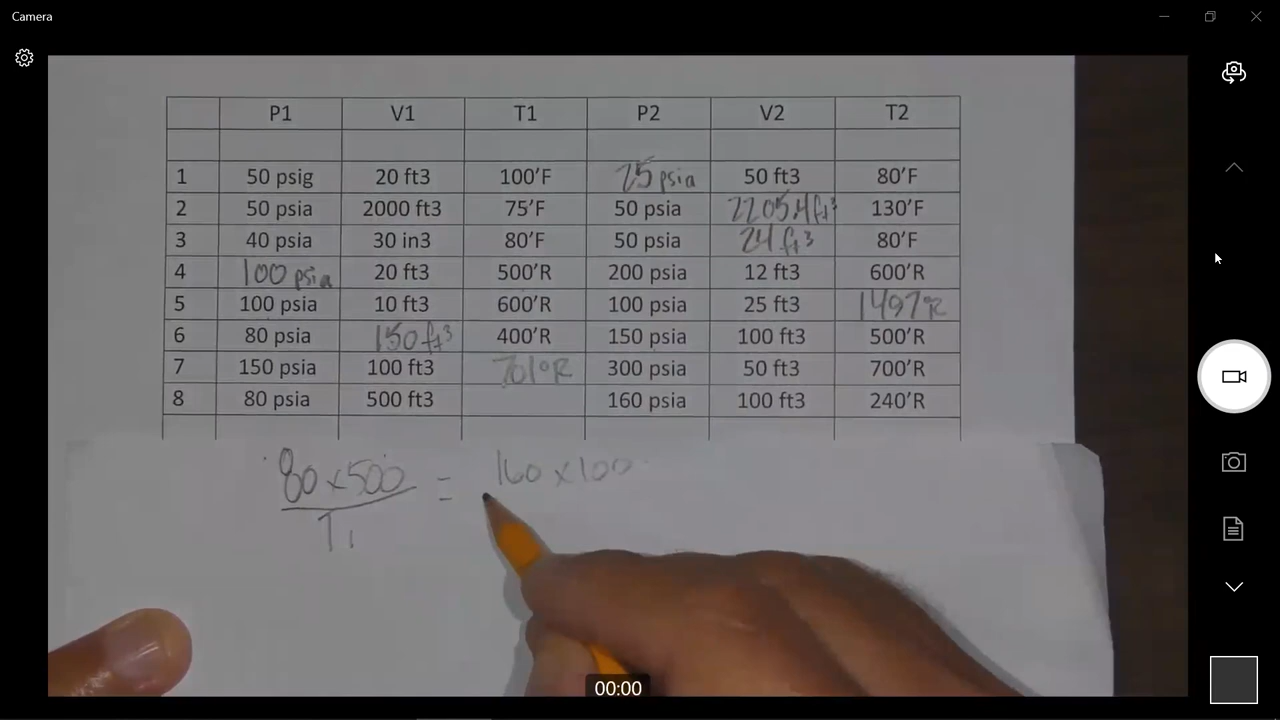 Camera
P1 V1 T1 P2 V2 T2
1 50 psig 20 ft3 100'F 25 psia 50 ft3 80'F
2 50 psia 2000 ft3 75'F 50 psia 2205.4 ft³ 130'F
3 40 psia 30 in3 80'F 50 psia 24 ft³ 80'F
4 100 psia 20 ft3 500'R 200 psia 12 ft3 600'R
5 100 psia 10 ft3 600'R 100 psia 25 ft3 1497°R
6 80 psia 150 ft³ 400'R 150 psia 100 ft3 500'R
7 150 psia 100 ft3 701°R 300 psia 50 ft3 700'R
8 80 psia 500 ft3 160 psia 100 ft3 240'R
80 x 500 = 160 x 100
T1
00:00